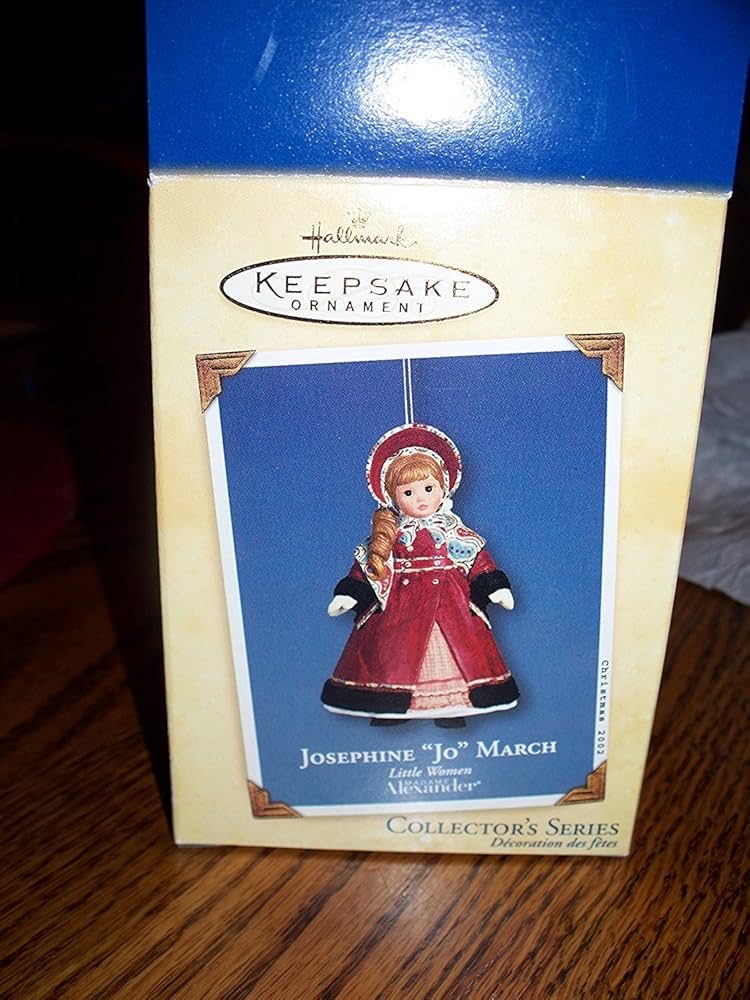 Hallmark
KEEPSAKE
ORNAMENT
Christmas 2002
JOSEPHINE "JO" MARCH
Little Women
MADAME
Alexander®
COLLECTOR'S SERIES
Décoration des fêtes